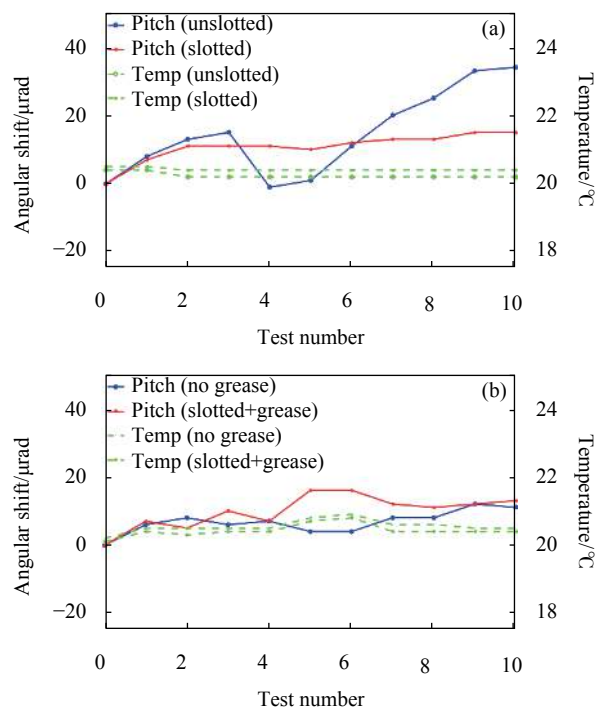 (a)
Pitch (unslotted)
Pitch (slotted)
Temp (unslotted)
Temp (slotted)
40
20
0
−20
Angular shift/μrad
24
22
20
18
Temperature/℃
0 2 4 6 8 10
Test number
(b)
Pitch (no grease)
Pitch (slotted+grease)
Temp (no grease)
Temp (slotted+grease)
40
20
0
−20
Angular shift/μrad
24
22
20
18
Temperature/℃
0 2 4 6 8 10
Test number